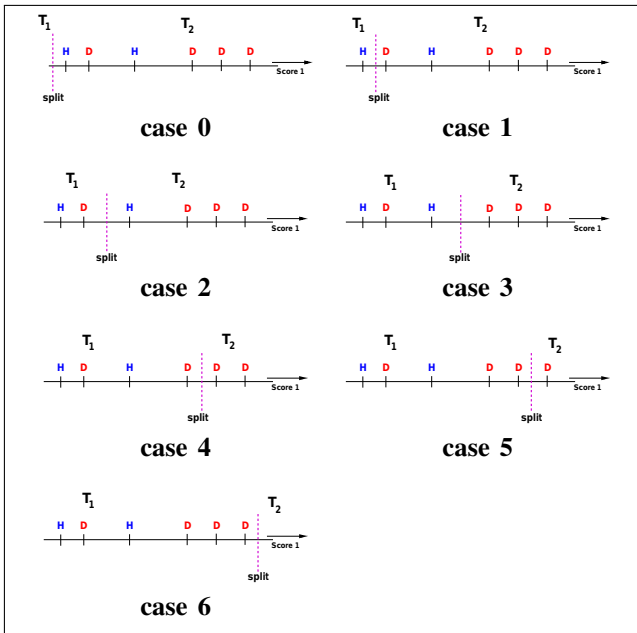 T1 T2
H D H D D D
Score 1
split
case 0
T1 T2
H D H D D D
Score 1
split
case 1
T1 T2
H D H D D D
Score 1
split
case 2
T1 T2
H D H D D D
Score 1
split
case 3
T1 T2
H D H D D D
Score 1
split
case 4
T1 T2
H D H D D D
Score 1
split
case 5
T1 T2
H D H D D D
Score 1
split
case 6